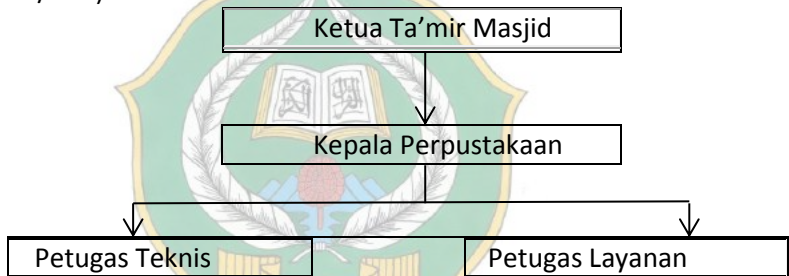 Ketua Ta’mir Masjid
Kepala Perpustakaan
Petugas Teknis
Petugas Layanan